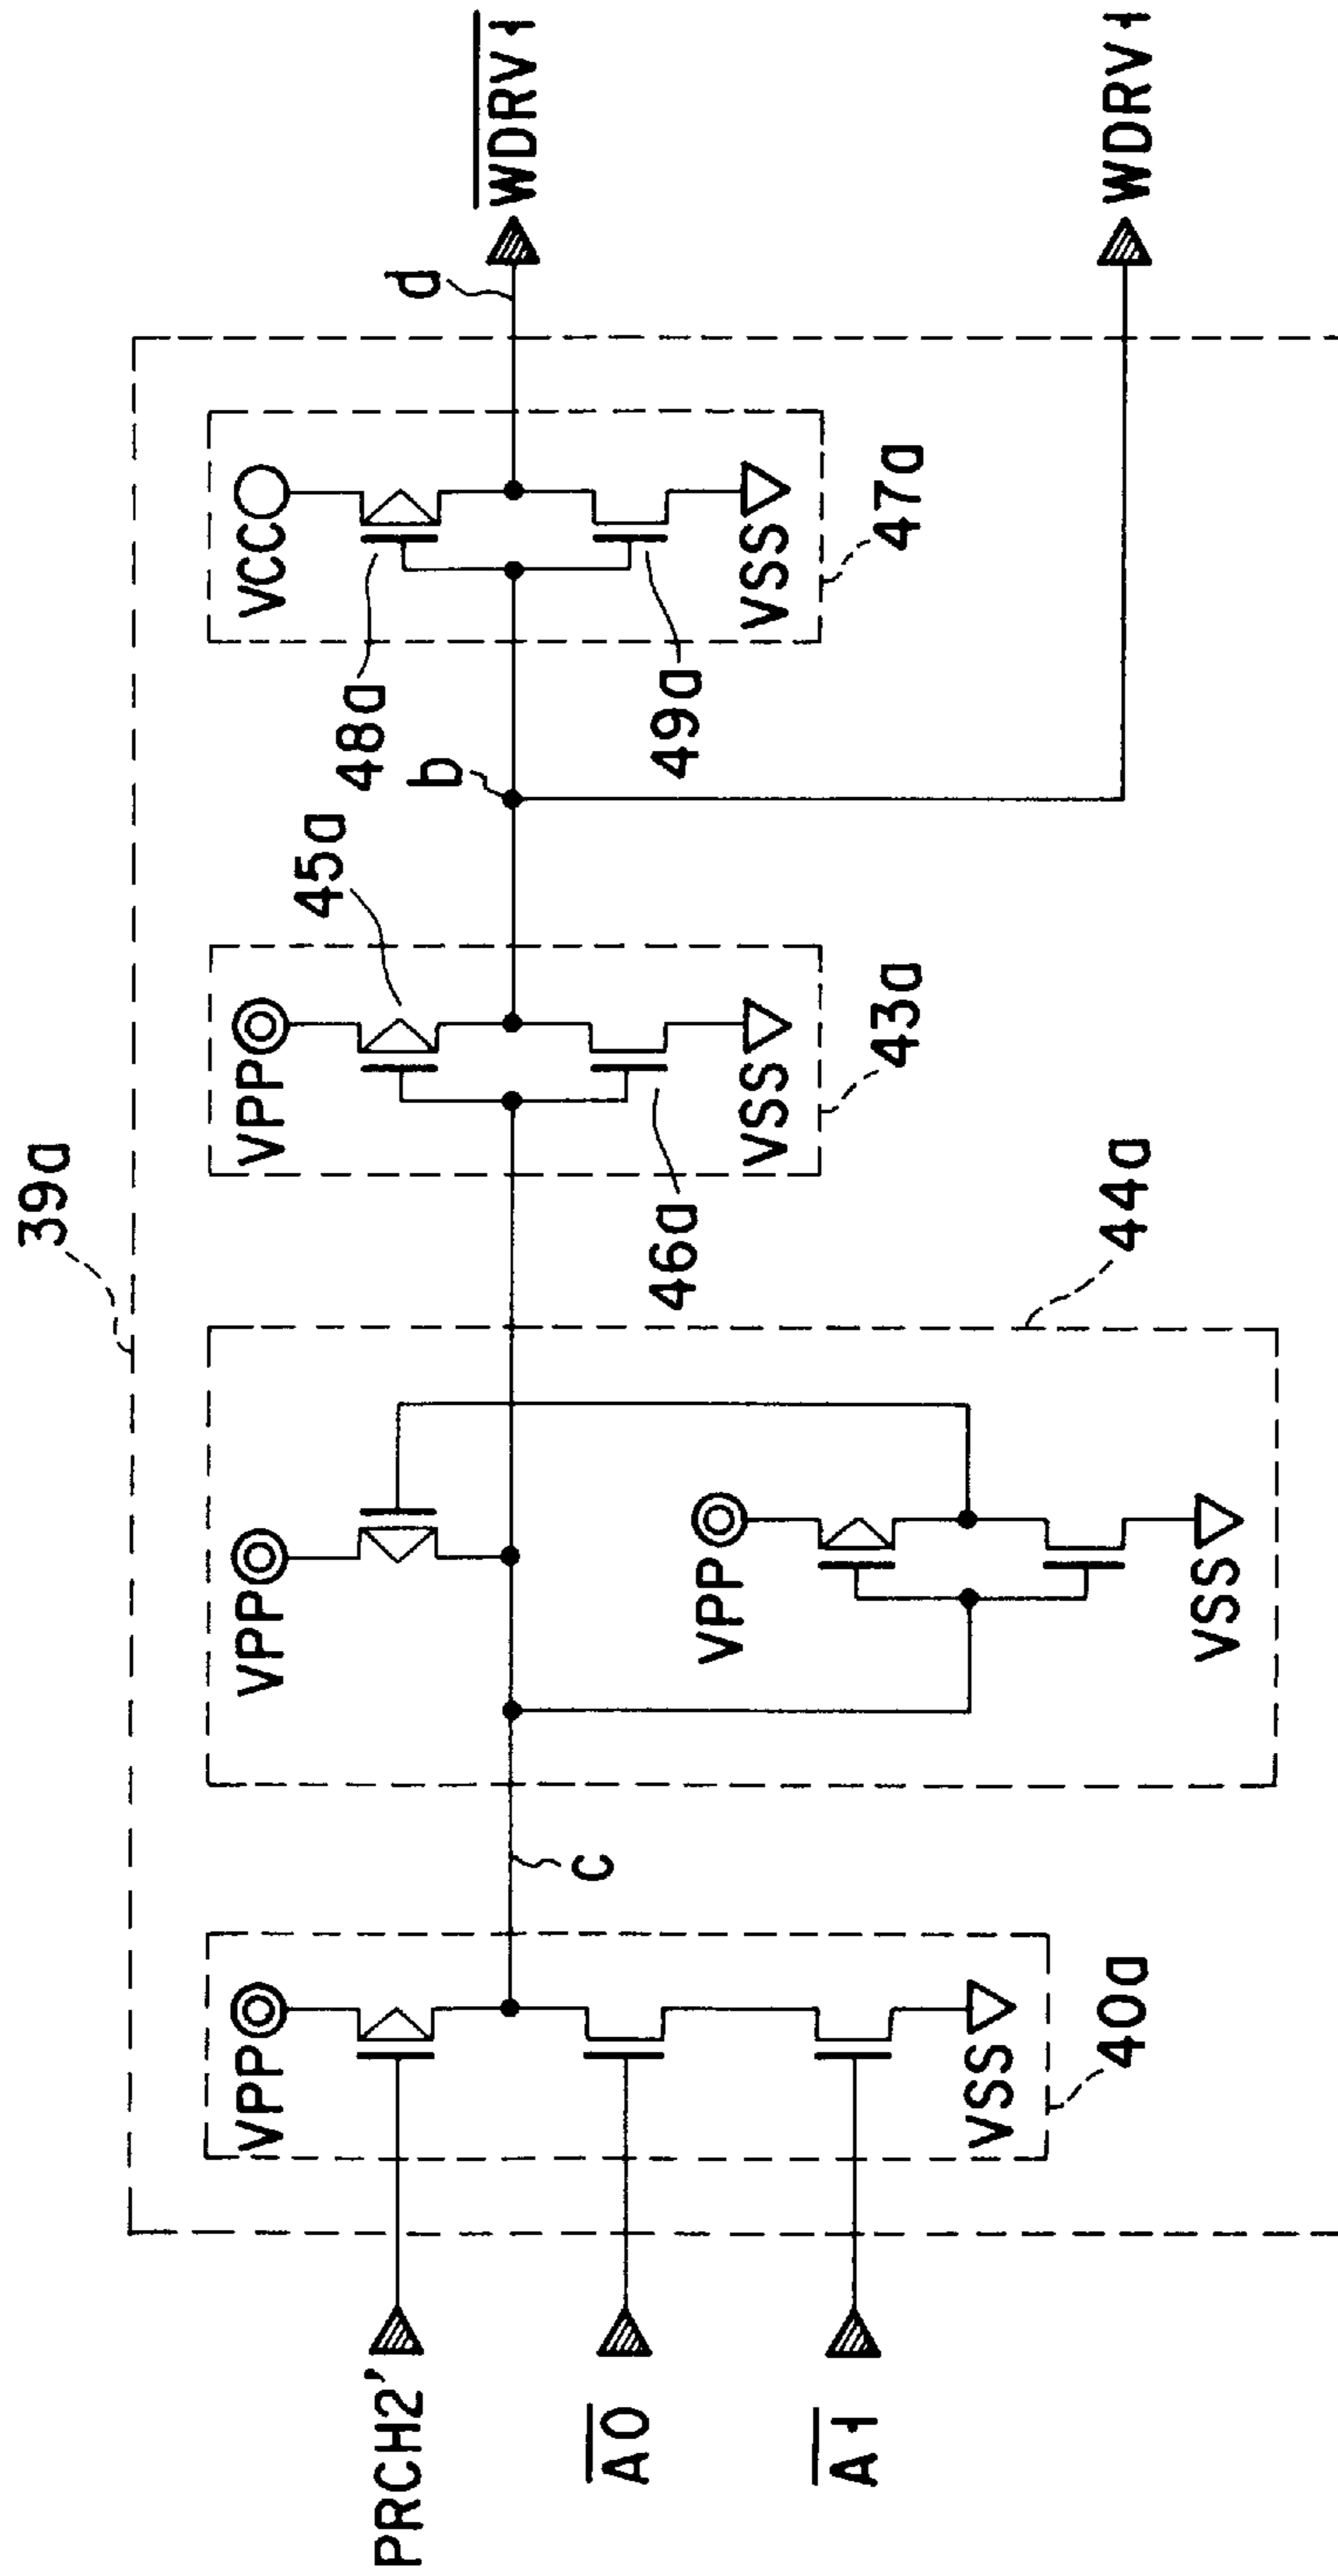 39a
VPP
PRCH2'
A0
A1
VSS
40a
c
VPP
VPP
VSS
44a
VPP
45a
46a
VSS
43a
b
VCC
48a
49a
VSS
47a
d
WDRV1
WDRV1